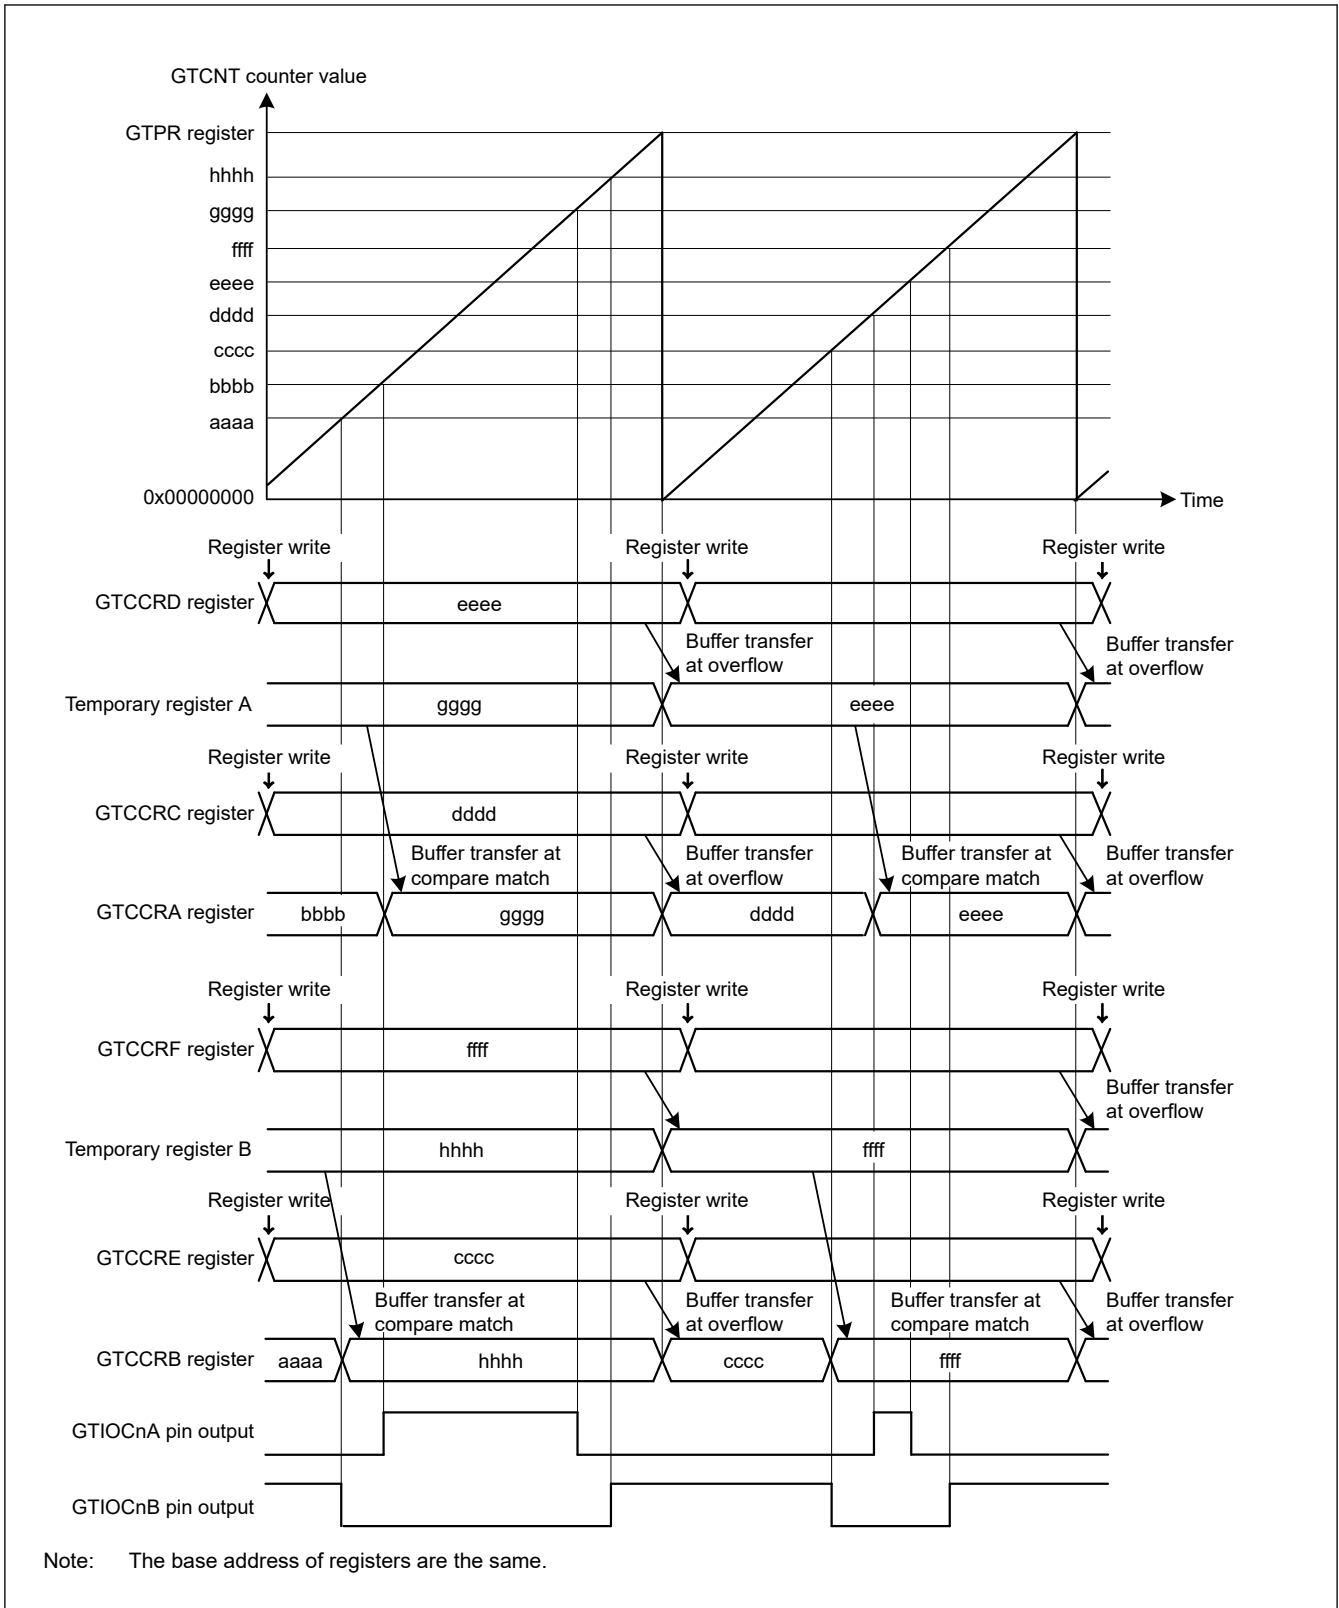 GTCNT counter value
GTPR register
hhhh
gggg
ffff
eeee
dddd
cccc
bbbb
aaaa
0x00000000
Time
Register write Register write Register write
GTCCRD register eeee
Buffer transfer
at overflow
Buffer transfer
at overflow
Temporary register A gggg eeee
Register write Register write Register write
GTCCRC register dddd
Buffer transfer at
compare match
Buffer transfer
at overflow
Buffer transfer at
compare match
Buffer transfer
at overflow
GTCCRA register bbbb gggg dddd eeee
Register write Register write Register write
GTCCRF register ffff
Buffer transfer
at overflow
Temporary register B hhhh ffff
Register write Register write Register write
GTCCRE register cccc
Buffer transfer at
compare match
Buffer transfer
at overflow
Buffer transfer at
compare match
Buffer transfer
at overflow
GTCCRB register aaaa hhhh cccc ffff
GTIOCnA pin output
GTIOCnB pin output
Note: The base address of registers are the same.